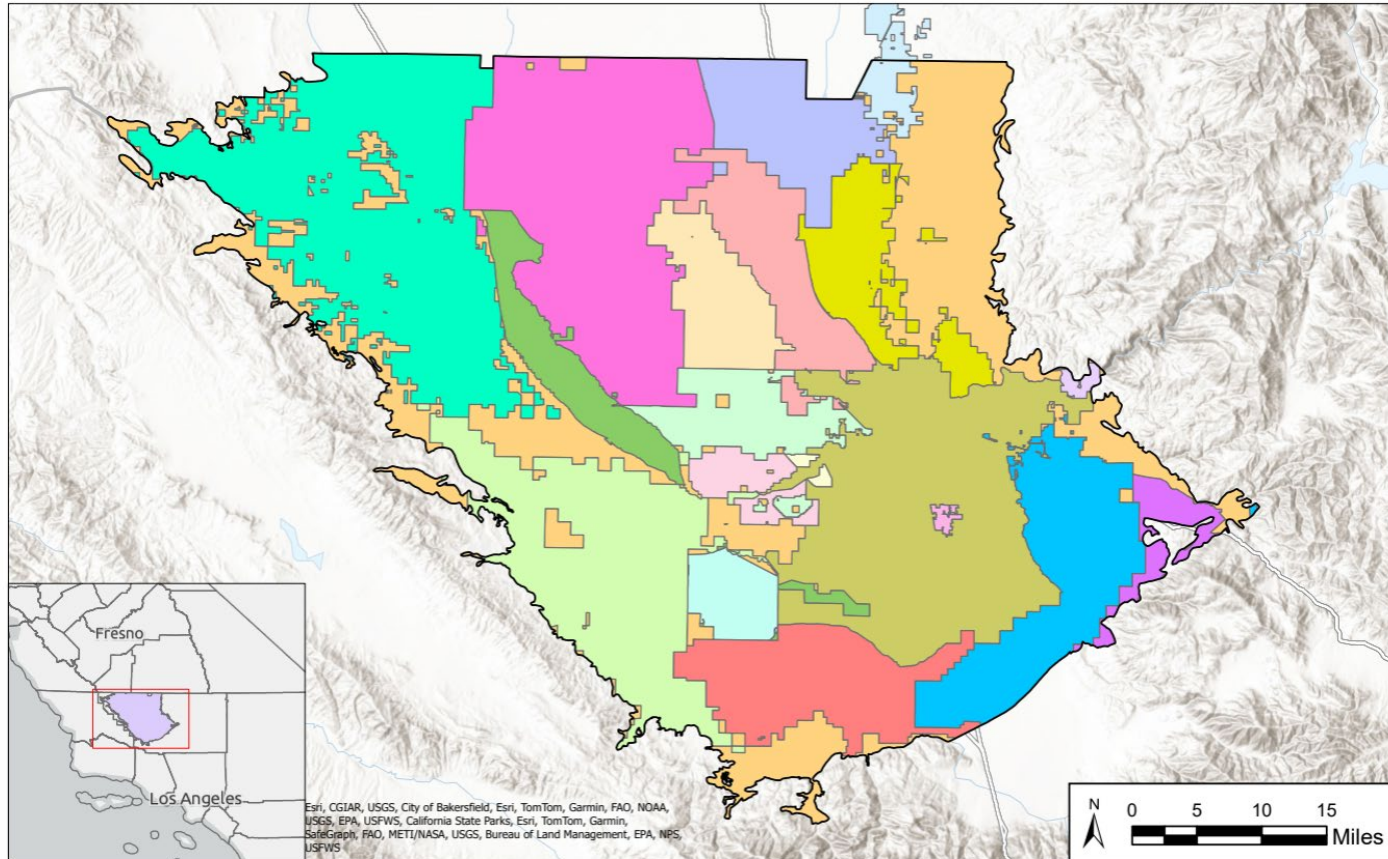 Fresno
Los Angeles
Esri, CGIAR, USGS, City of Bakersfield, Esri, TomTom, Garmin, FAO, NOAA,
USGS, EPA, USFWS, California State Parks, Esri, TomTom, Garmin,
SafeGraph, FAO, METI/NASA, USGS, Bureau of Land Management, EPA, NPS,
USFWS
N
0 5 10 15
Miles